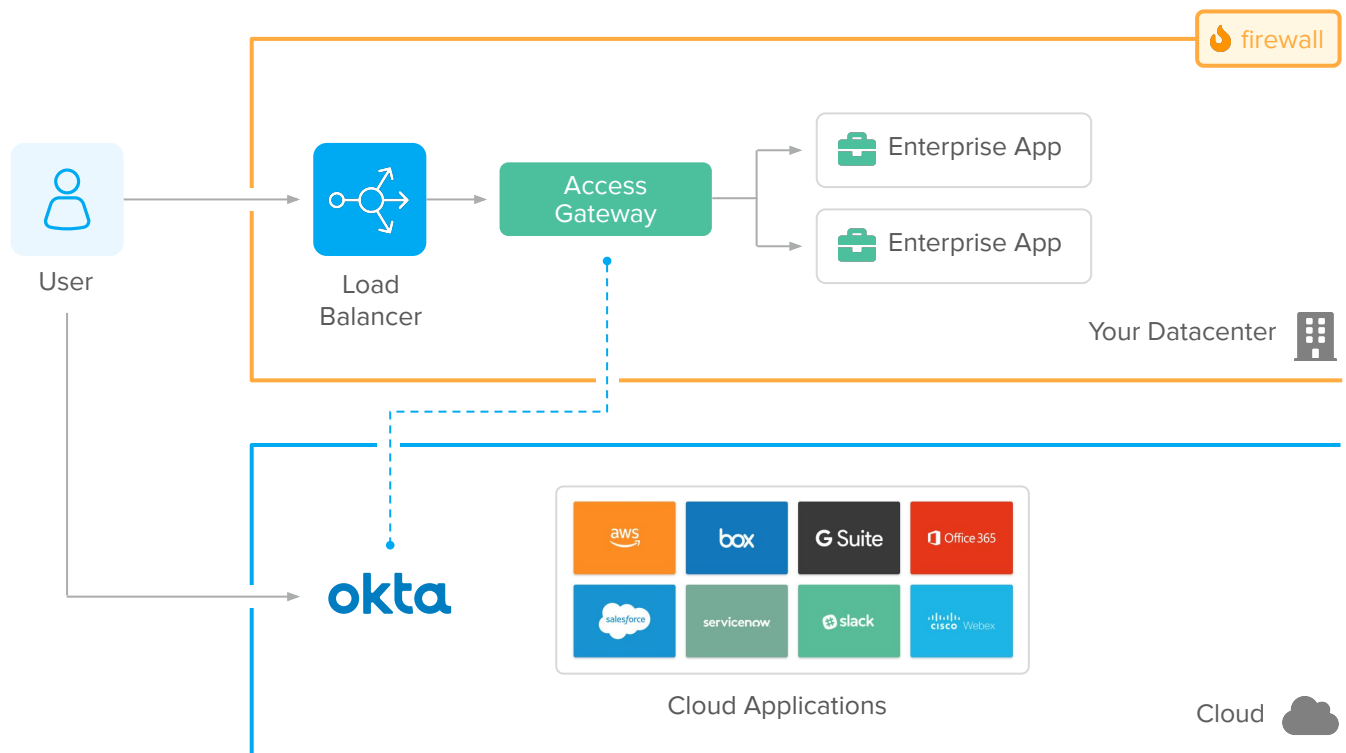 firewall
Enterprise App
Access
Gateway
Enterprise App
User
Load
Balancer
Your Datacenter
aws
box
G Suite
Office 365
okta
salesforce
servicenow
slack
cisco Webex
Cloud Applications
Cloud